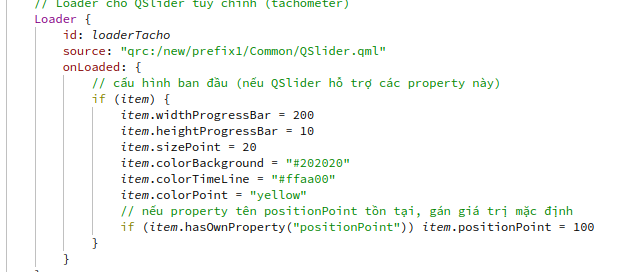 // Loader cho QSlider tuỳ chỉnh (tachometer)
Loader {
id: loaderTacho
source: "qrc:/new/prefix1/Common/QSlider.qml"
onLoaded: {
// cấu hình ban đầu (nếu QSlider hỗ trợ các property này)
if (item) {
item.widthProgressBar = 200
item.heightProgressBar = 10
item.sizePoint = 20
item.colorBackground = "#202020"
item.colorTimeLine = "#ffaa00"
item.colorPoint = "yellow"
// nếu property tên positionPoint tồn tại, gán giá trị mặc định
if (item.hasOwnProperty("positionPoint")) item.positionPoint = 100
}
}